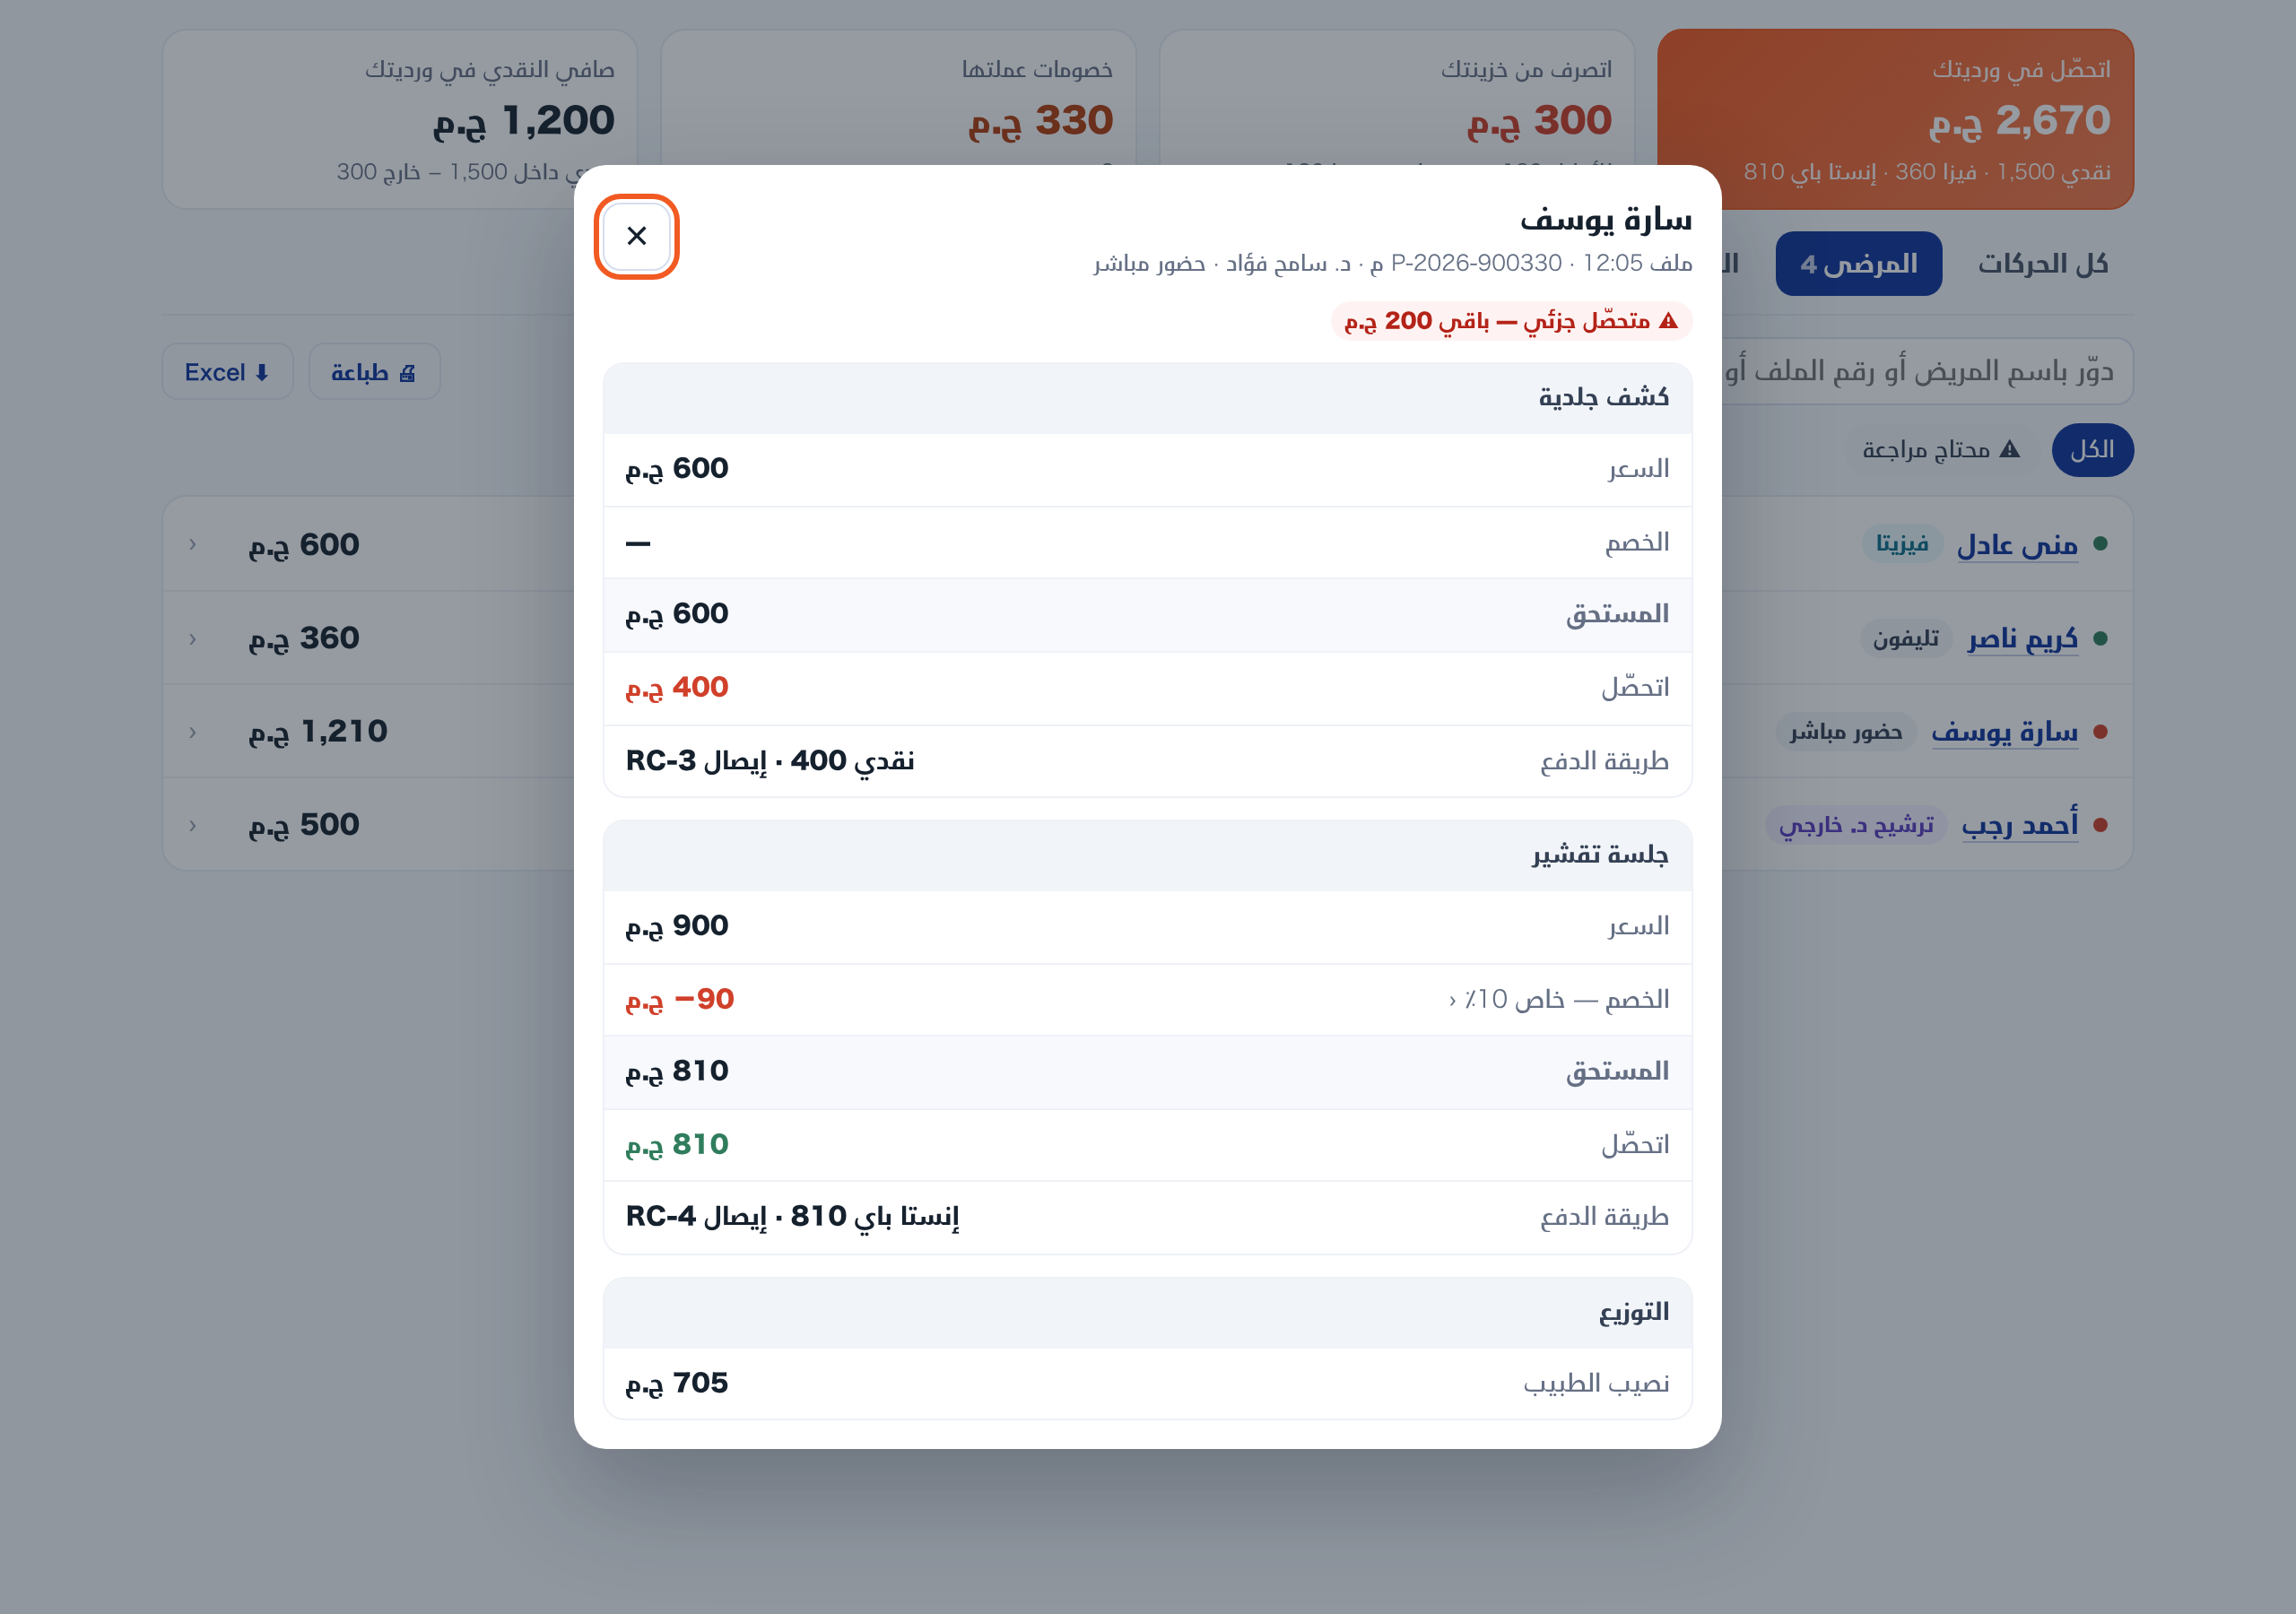 اتحصّل في ورديتك
2,670 ج.م
نقدي 1,500 · فيزا 360 · إنستا باي 810
اتصرف من خزينتك
300 ج.م
خصومات عملتها
330 ج.م
صافي النقدي في ورديتك
1,200 ج.م
داخل 1,500 – خارج 300
كل الحركات
المرضى 4
دوّر باسم المريض أو رقم الملف أو
🖨 طباعة
⬇ Excel
الكل
⚠ محتاج مراجعة
منى عادل فيزيتا
600 ج.م ‹
كريم ناصر تليفون
360 ج.م ‹
سارة يوسف حضور مباشر
1,210 ج.م ‹
أحمد رجب ترشيح د. خارجي
500 ج.م ‹
سارة يوسف
ملف P-2026-900330 · 12:05 م · د. سامح فؤاد · حضور مباشر
✕
⚠ متحصّل جزئي — باقي 200 ج.م
كشف جلدية
السعر 600 ج.م
الخصم —
المستحق 600 ج.م
اتحصّل 400 ج.م
طريقة الدفع نقدي 400 · إيصال RC-3
جلسة تقشير
السعر 900 ج.م
الخصم — خاص 10٪ ‹ −90 ج.م
المستحق 810 ج.م
اتحصّل 810 ج.م
طريقة الدفع إنستا باي 810 · إيصال RC-4
التوزيع
نصيب الطبيب 705 ج.م